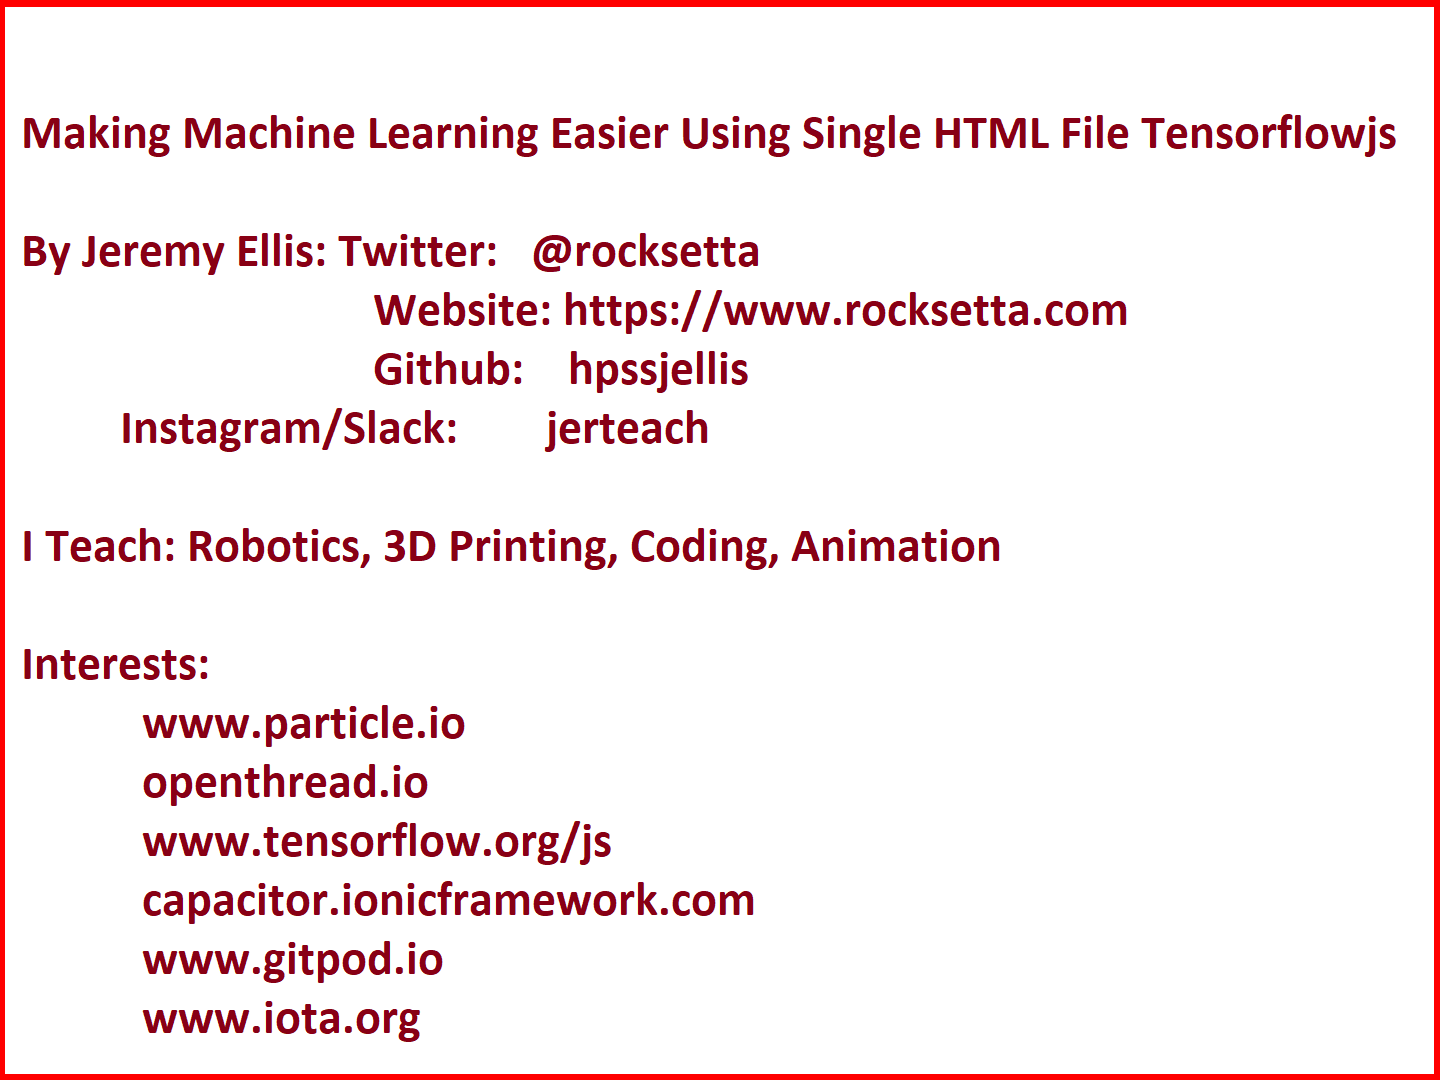 Making Machine Learning Easier Using Single HTML File Tensorflowjs
By Jeremy Ellis: Twitter: @rocksetta
Website: https://www.rocksetta.com
Github: hpssjellis
Instagram/Slack: jerteach
I Teach: Robotics, 3D Printing, Coding, Animation
Interests:
www.particle.io
openthread.io
www.tensorflow.org/js
capacitor.ionicframework.com
www.gitpod.io
www.iota.org